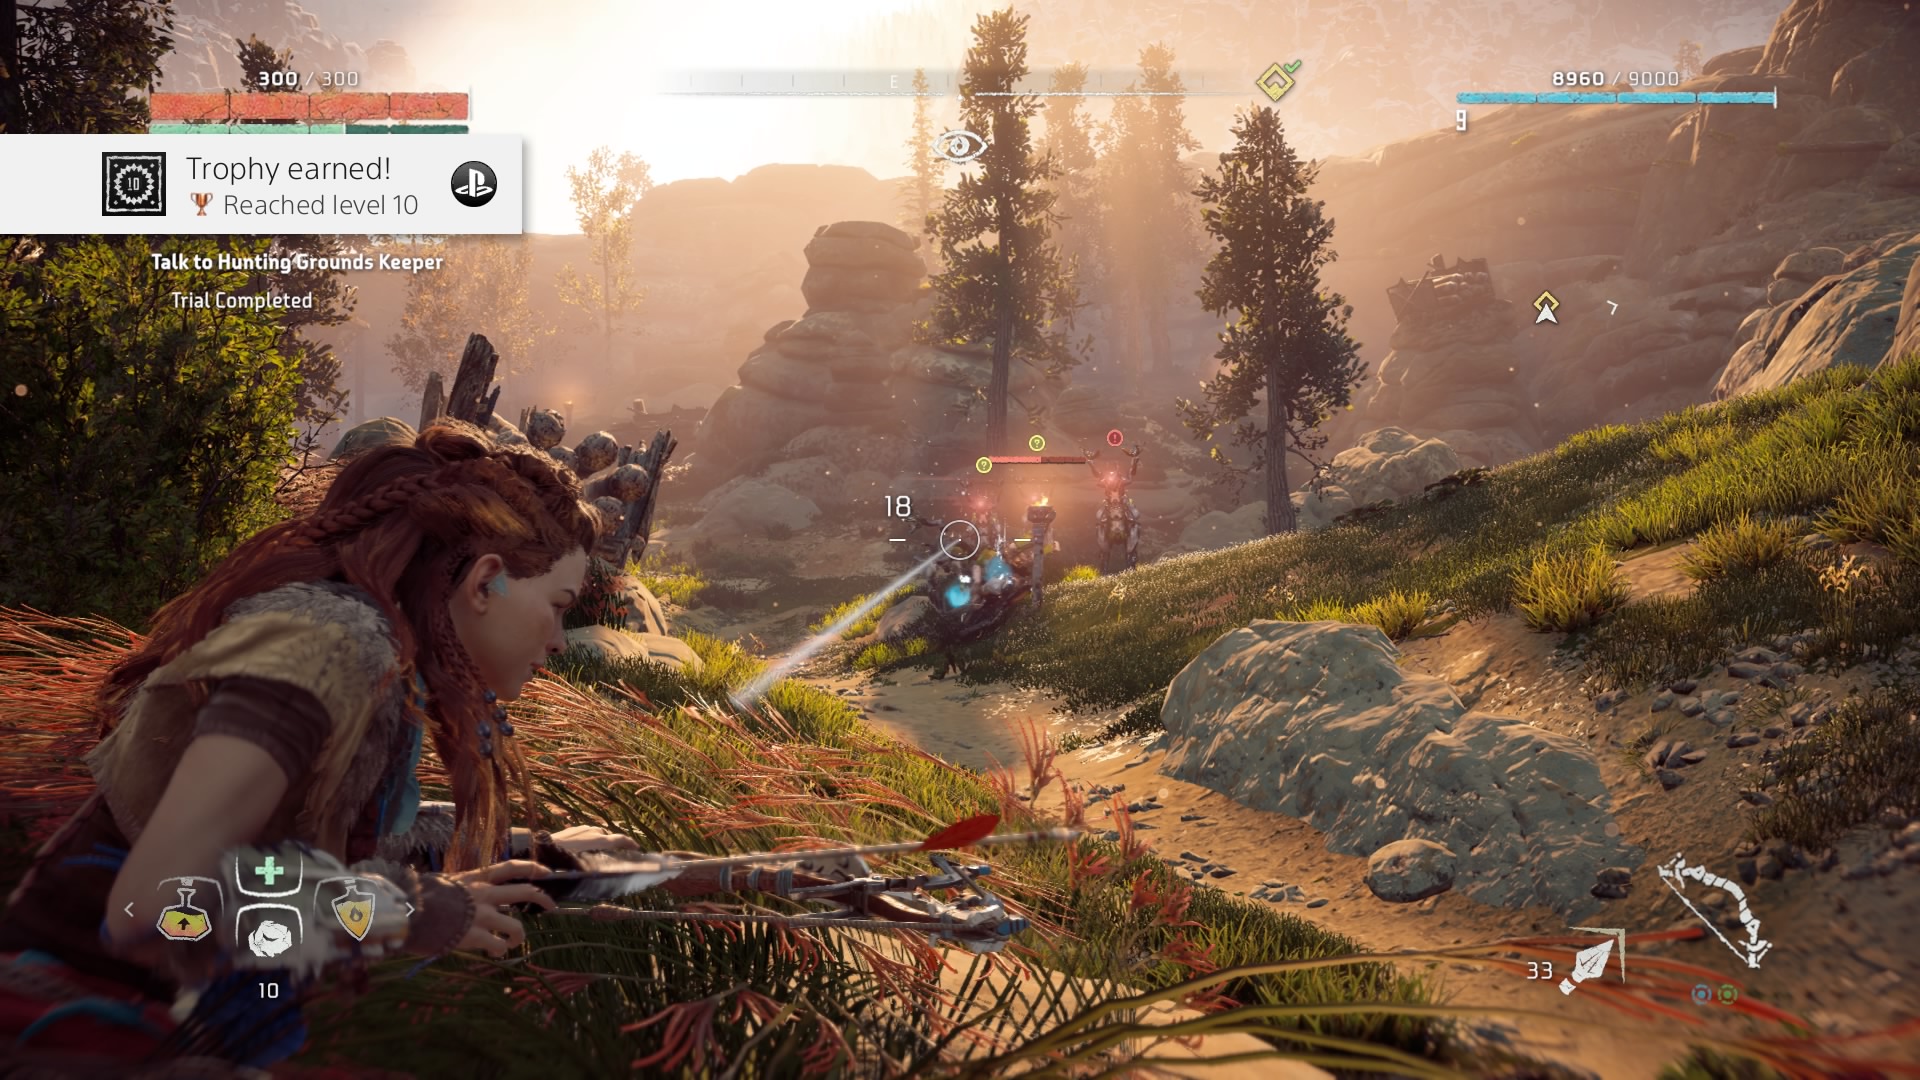 300 / 300
E
8960 / 9000
9
10
Trophy earned!
Reached level 10
Talk to Hunting Grounds Keeper
Trial Completed
?
?
!
18
33
10